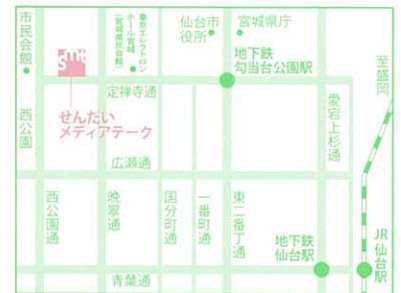 市民会館
smt
東京エレクトロン
ホール宮城
(宮城県民会館)
仙台市
役所
宮城県庁
地下鉄
勾当台公園駅
至盛岡
西公園
定禅寺通
せんだい
メディアテーク
愛宕上杉通
広瀬通
西公園通
晩翠通
国分町通
一番町通
東二番丁通
地下鉄
仙台駅
JR
仙台駅
青葉通